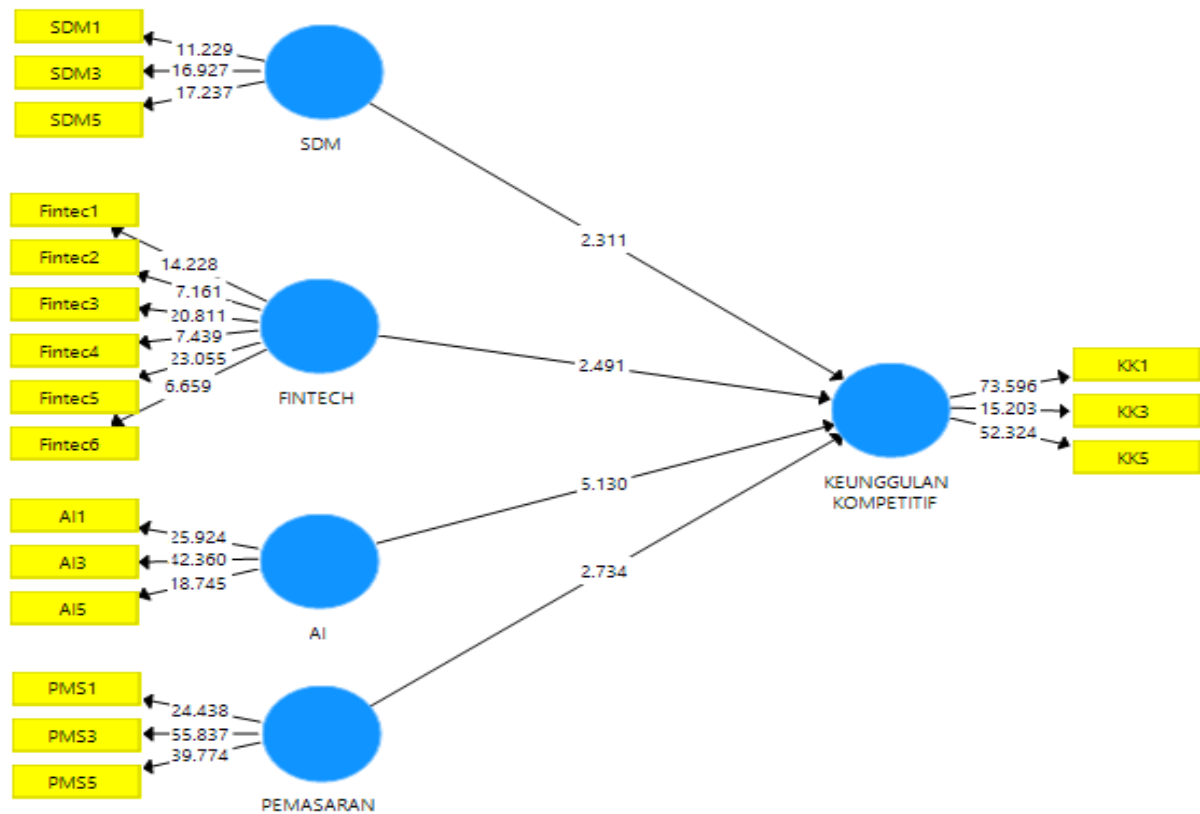 SDM1
SDM3
SDM5
11.229
16.927
17.237
SDM
2.311
Fintec1
Fintec2
Fintec3
Fintec4
Fintec5
Fintec6
14.228
7.161
20.811
7.439
23.055
6.659
FINTECH
2.491
AI1
AI3
AI5
25.924
42.360
18.745
AI
5.130
PMS1
PMS3
PMS5
24.438
55.837
39.774
PEMASARAN
2.734
KEUNGGULAN
KOMPETITIF
73.596
15.203
52.324
KK1
KK3
KK5